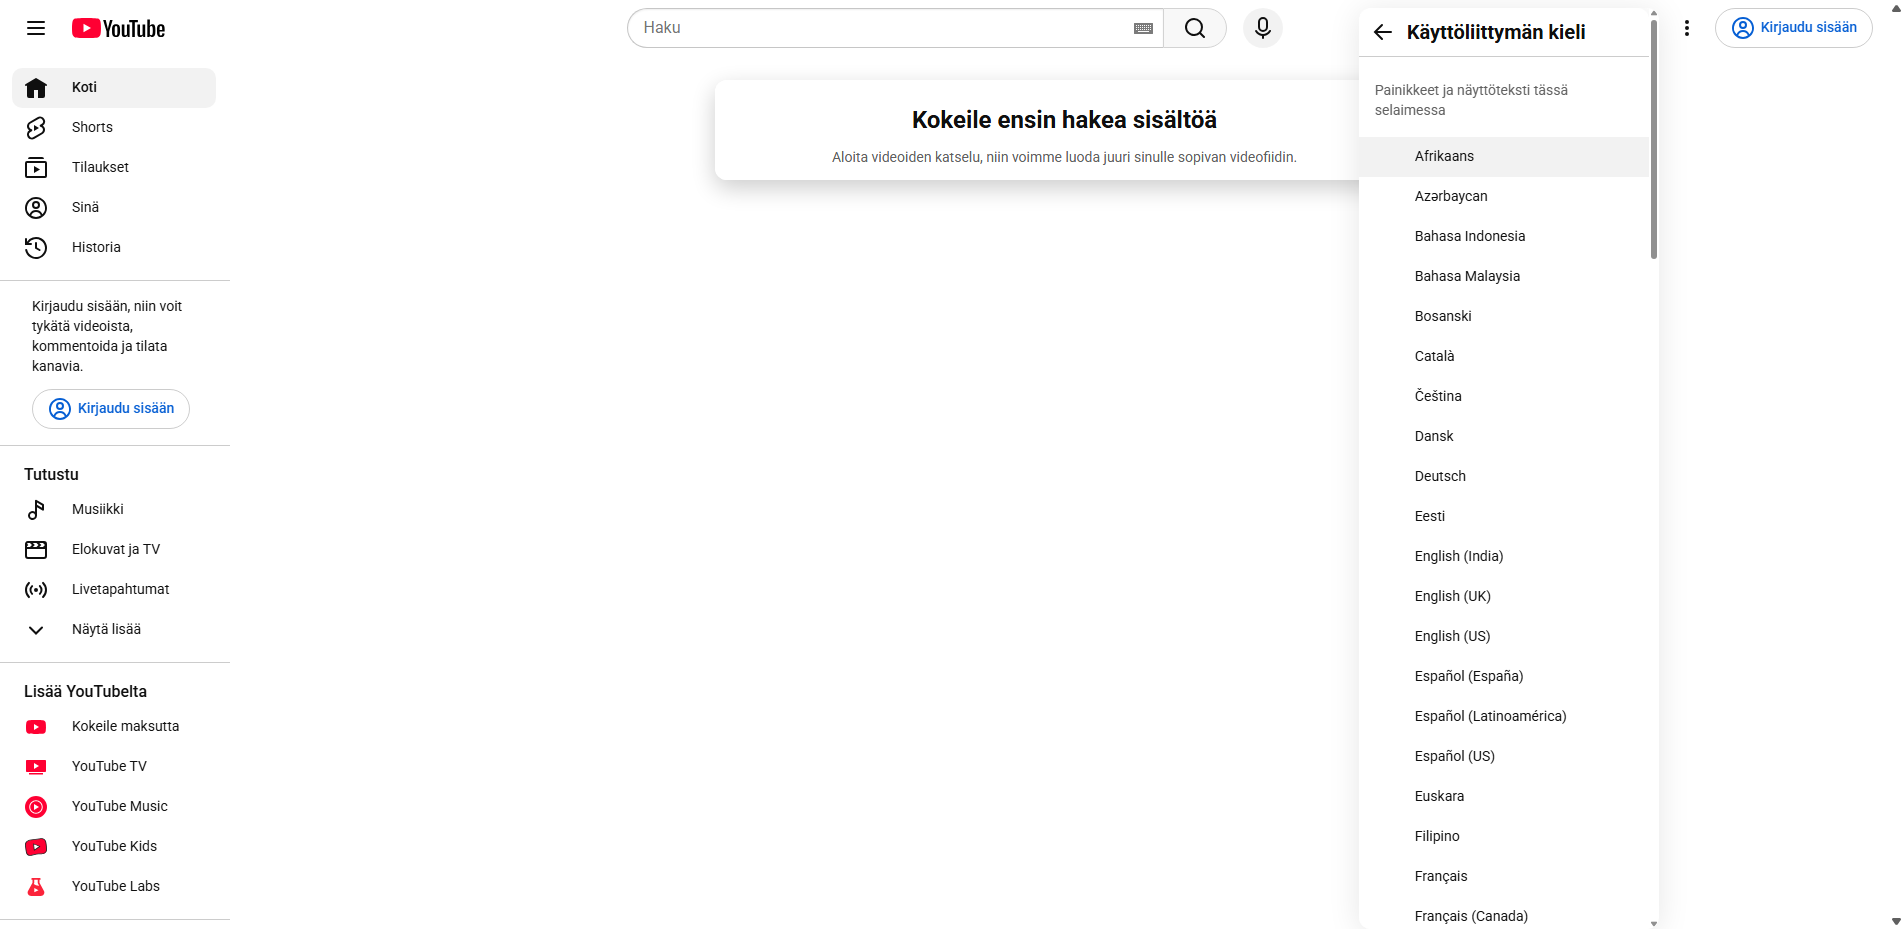 YouTube
Haku
Kirjaudu sisään
Koti
Shorts
Tilaukset
Sinä
Historia
Kirjaudu sisään, niin voit
tykätä videoista,
kommentoida ja tilata
kanavia.
Kirjaudu sisään
Tutustu
Musiikki
Elokuvat ja TV
Livetapahtumat
Näytä lisää
Lisää YouTubelta
Kokeile maksutta
YouTube TV
YouTube Music
YouTube Kids
YouTube Labs
Kokeile ensin hakea sisältöä
Aloita videoiden katselu, niin voimme luoda juuri sinulle sopivan videofiidin.
Käyttöliittymän kieli
Painikkeet ja näyttöteksti tässä
selaimessa
Afrikaans
Azərbaycan
Bahasa Indonesia
Bahasa Malaysia
Bosanski
Català
Čeština
Dansk
Deutsch
Eesti
English (India)
English (UK)
English (US)
Español (España)
Español (Latinoamérica)
Español (US)
Euskara
Filipino
Français
Français (Canada)